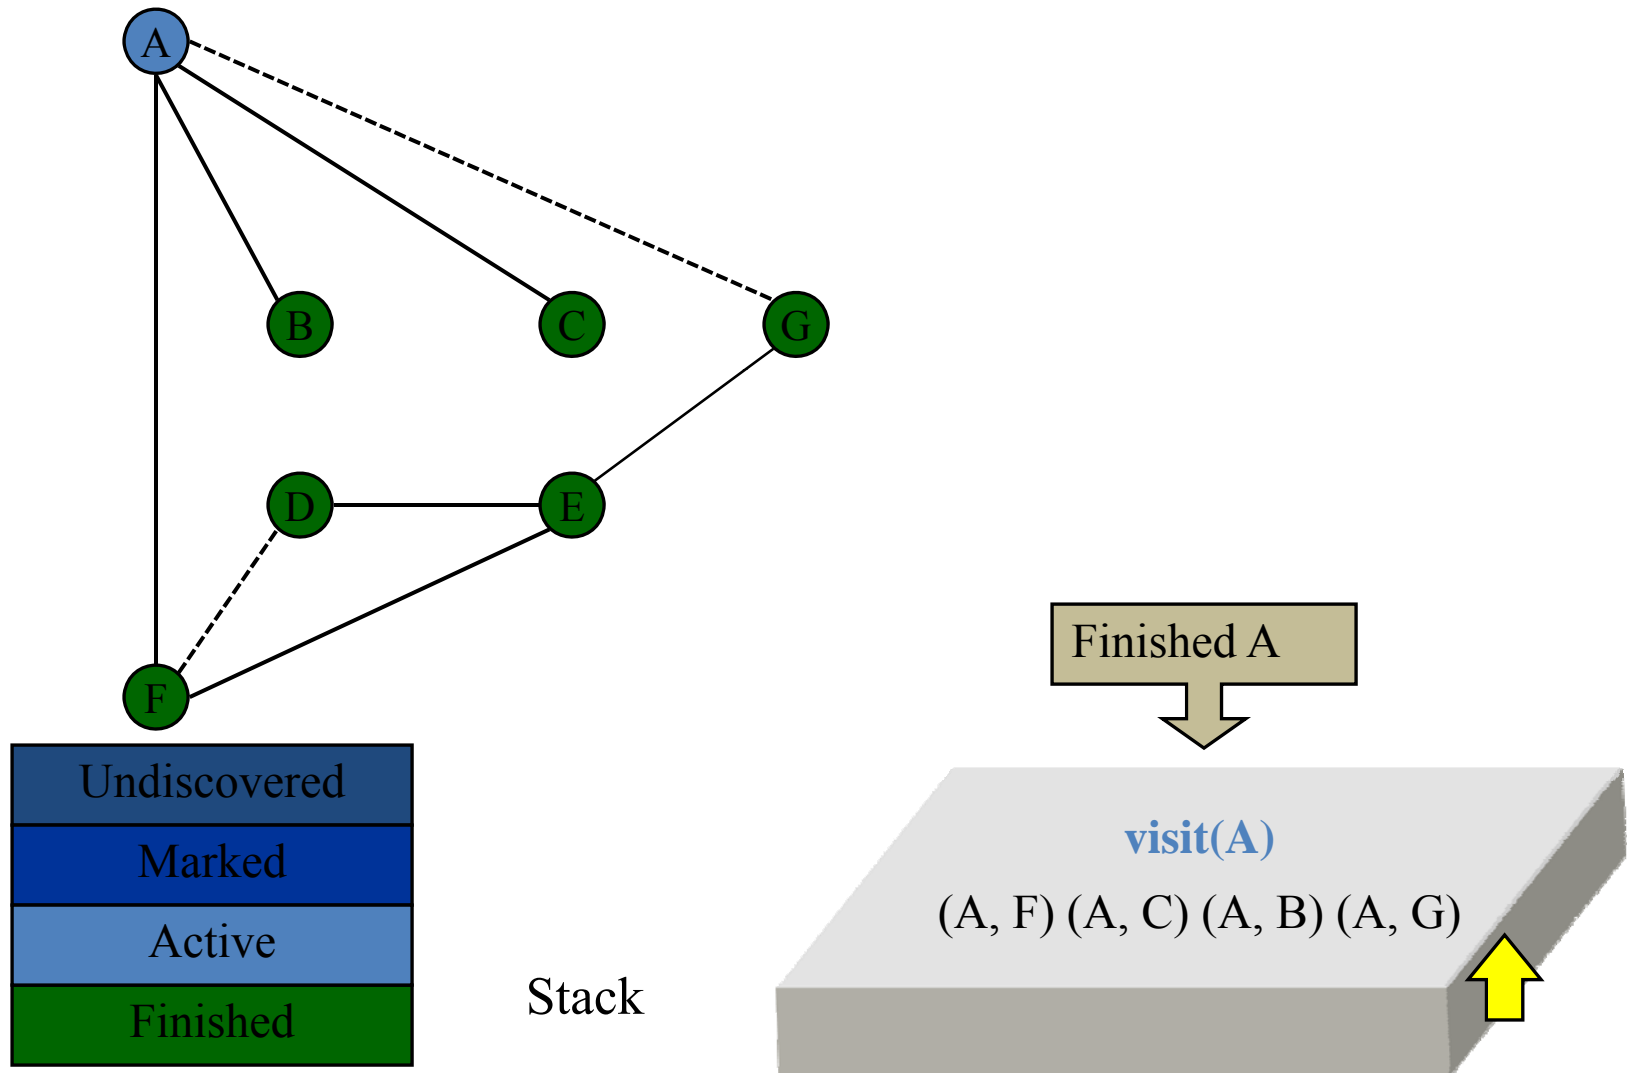 A
B
C
G
D
E
F
Finished A
Undiscovered
Marked
Active
Finished
visit(A)
(A, F) (A, C) (A, B) (A, G)
Stack